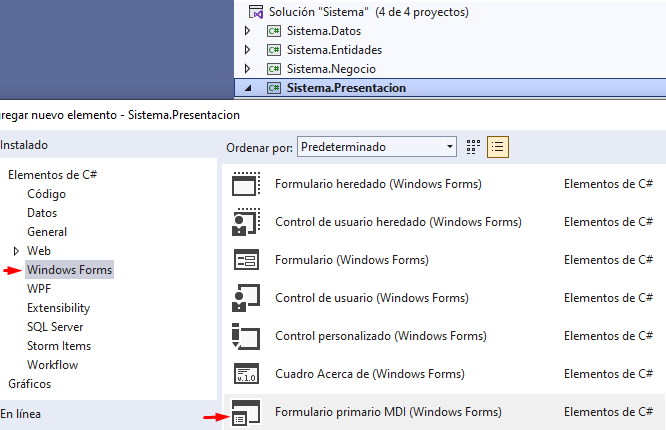 Solución "Sistema" (4 de 4 proyectos)
C# Sistema.Datos
C# Sistema.Entidades
C# Sistema.Negocio
C# Sistema.Presentacion
regar nuevo elemento - Sistema.Presentacion
Instalado
Ordenar por: Predeterminado
Elementos de C#
Código
Datos
General
Web
Windows Forms
WPF
Extensibility
SQL Server
Storm Items
Workflow
Gráficos
En línea
Formulario heredado (Windows Forms) Elementos de C#
Control de usuario heredado (Windows Forms) Elementos de C#
Formulario (Windows Forms) Elementos de C#
Control de usuario (Windows Forms) Elementos de C#
Control personalizado (Windows Forms) Elementos de C#
v.1.0 Cuadro Acerca de (Windows Forms) Elementos de C#
Formulario primario MDI (Windows Forms) Elementos de C#